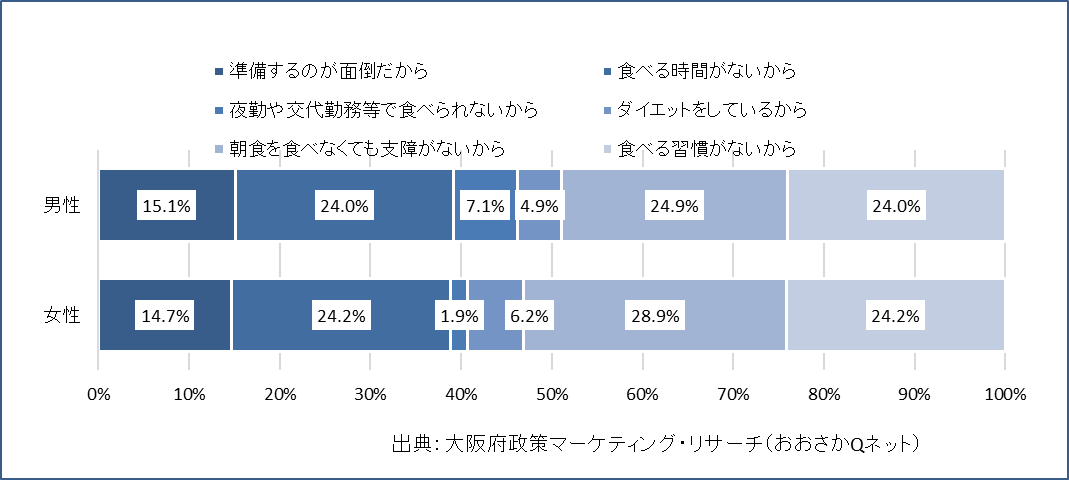 準備するのが面倒だから 食べる時間がないから
夜勤や交代勤務等で食べられないから ダイエットをしているから
朝食を食べなくても支障がないから 食べる習慣がないから
男性 15.1% 24.0% 7.1% 4.9% 24.9% 24.0%
女性 14.7% 24.2% 1.9% 6.2% 28.9% 24.2%
0% 10% 20% 30% 40% 50% 60% 70% 80% 90% 100%
出典：大阪府政策マーケティング・リサーチ（おおさかQネット）